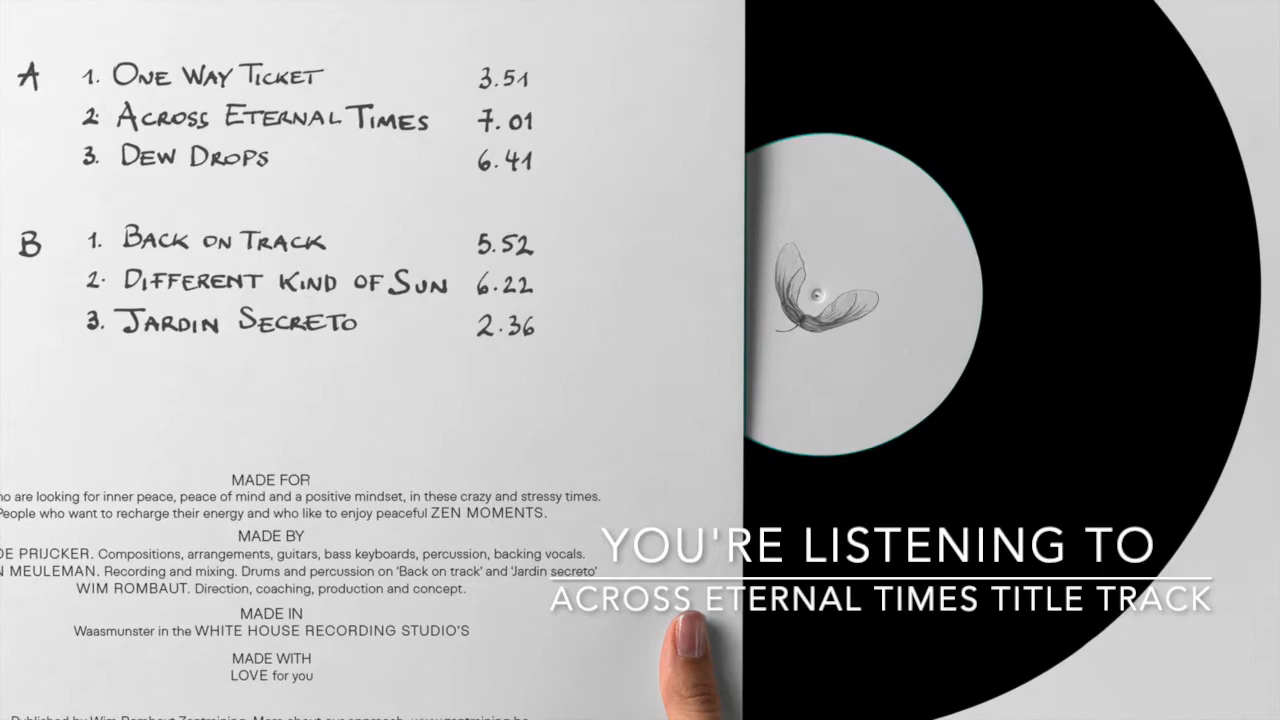 A 1. ONE WAY TICKET 3.51
2. ACROSS ETERNAL TIMES 7.01
3. DEW DROPS 6.41
B 1. BACK ON TRACK 5.52
2. DIFFERENT KIND OF SUN 6.22
3. JARDIN SECRETO 2.36
MADE FOR
are looking for inner peace, peace of mind and a positive mindset, in these crazy and stressy times.
People who want to recharge their energy and who like to enjoy peaceful ZEN MOMENTS.
MADE BY
DE PRIJCKER. Compositions, arrangements, guitars, bass keyboards, percussion, backing vocals.
MEULEMAN. Recording and mixing. Drums and percussion on 'Back on track' and 'Jardin secreto'
WIM ROMBAUT. Direction, coaching, production and concept.
MADE IN
Waasmunster in the WHITE HOUSE RECORDING STUDIO'S
MADE WITH
LOVE for you
YOU'RE LISTENING TO
ACROSS ETERNAL TIMES TITLE TRACK